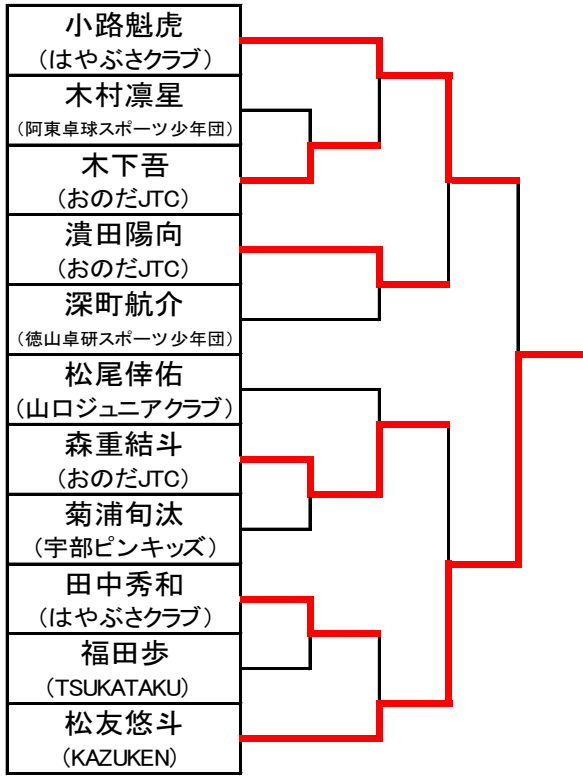 小路魁虎
(はやぶさクラブ)
木村凛星
(阿東卓球スポーツ少年団)
木下吾
(おのだJTC)
濆田陽向
(おのだJTC)
深町航介
(徳山卓研スポーツ少年団)
松尾倖佑
(山口ジュニアクラブ)
森重結斗
(おのだJTC)
菊浦旬汰
(宇部ピンキッズ)
田中秀和
(はやぶさクラブ)
福田歩
(TSUKATAKU)
松友悠斗
(KAZUKEN)